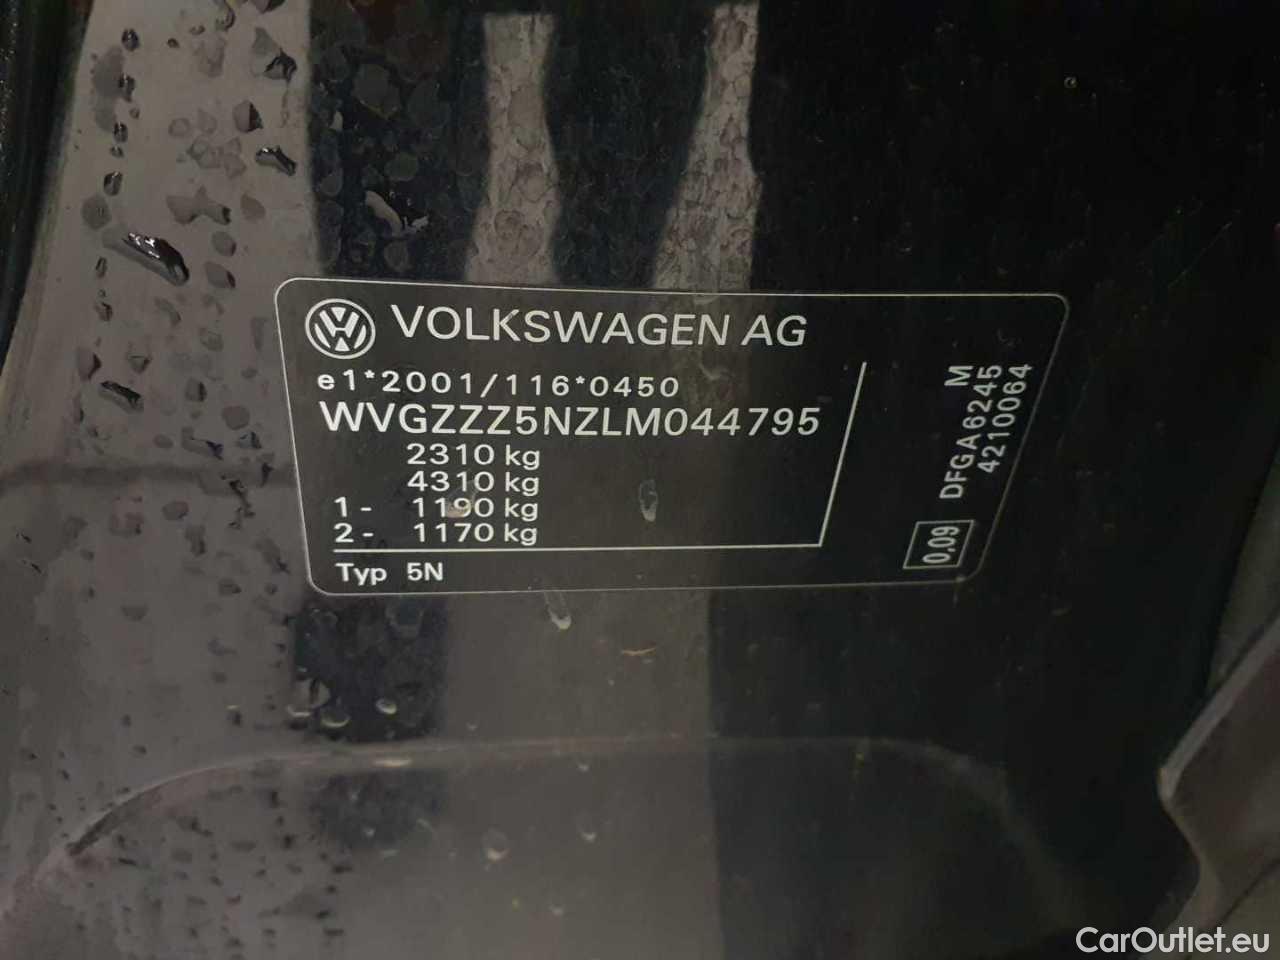 VOLKSWAGEN AG
e1*2001/116*0450
WVGZZZ5NZLM044795
2310 kg
4310 kg
1- 1190 kg
2- 1170 kg
Typ 5N
M
DFGA6245
4210064
0,09
CarOutlet.eu